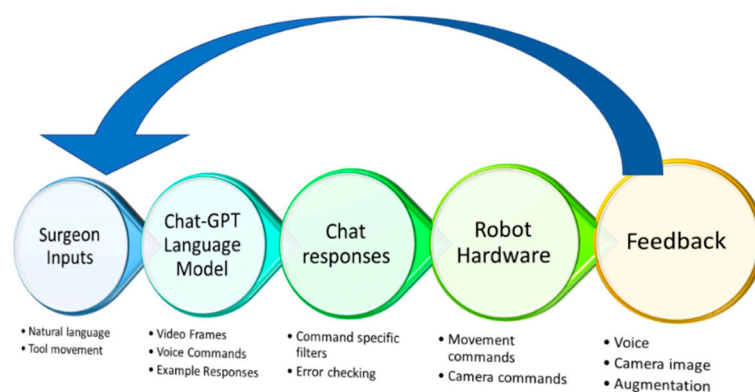 Surgeon
Inputs
Chat-GPT
Language
Model
Chat
responses
Robot
Hardware
Feedback
• Natural language
• Tool movement
• Video Frames
• Voice Commands
• Example Responses
• Command specific
filters
• Error checking
• Movement
commands
• Camera commands
• Voice
• Camera image
• Augmentation